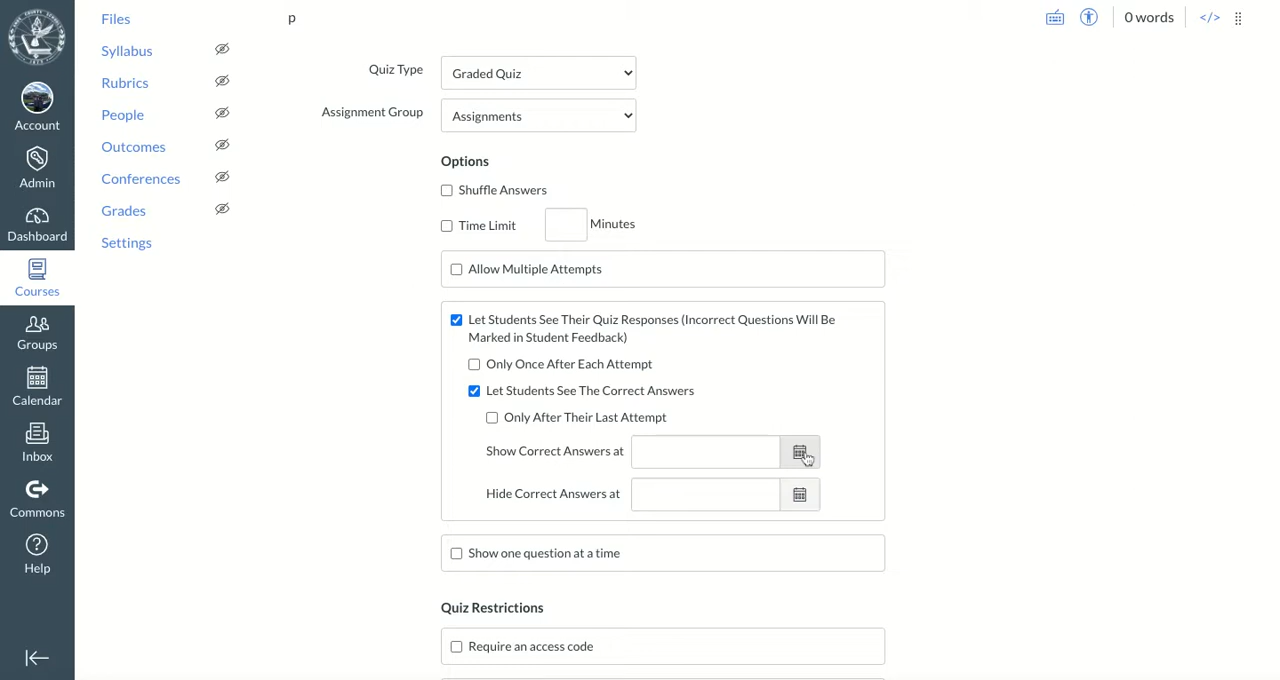 Files
Syllabus
Rubrics
People
Outcomes
Conferences
Grades
Settings
Account
Admin
Dashboard
Courses
Groups
Calendar
Inbox
Commons
Help
p
0 words
</>
Quiz Type
Graded Quiz
Assignment Group
Assignments
Options
Shuffle Answers
Time Limit
Minutes
Allow Multiple Attempts
Let Students See Their Quiz Responses (Incorrect Questions Will Be
Marked in Student Feedback)
Only Once After Each Attempt
Let Students See The Correct Answers
Only After Their Last Attempt
Show Correct Answers at
Hide Correct Answers at
Show one question at a time
Quiz Restrictions
Require an access code